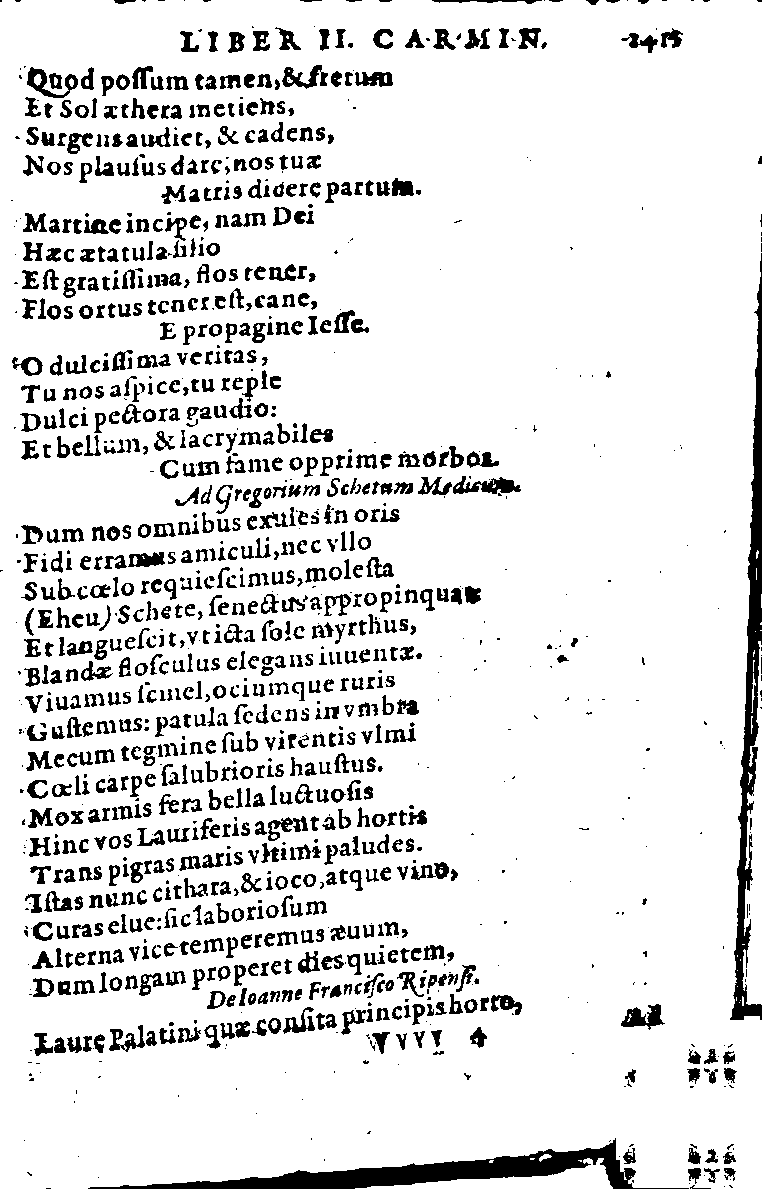 LIBER II. CARMIN. 2415
Quod poſſum tamen, & fretum
Et Sol æthera metiens,
Surgens audiet, & cadens,
Nos plauſus dare; nos tuæ
Matris dicere partum.
Martine incipe, nam Dei
Hæc ætatula filio
Eſt gratiſſima, flos tener,
Flos ortus tener eſt, cane,
E propagine Ieſſe.
O dulciſſima veritas,
Tu nos aſpice, tu reple
Dulci pectora gaudio:
Et bellum, & lacrymabiles
Cum fame opprime morbos.
Ad Gregorium Schetum Medicum.
Dum nos omnibus exules in oris
Fidi erramus amiculi, nec vllo
Sub cœlo requieſcimus, moleſta
(Eheu) Schete, ſenectus appropinquat
Et langueſcit, vt icta ſole myrthus,
Blandæ floſculus elegans iuuentæ.
Viuamus ſemel, ociumque ruris
Guſtemus: patula ſedens in vmbra
Mecum tegmine ſub virentis vlmi
Cœli carpe ſalubrioris hauſtus.
Mox armis fera bella luctuoſis
Hinc vos Lauriferis agent ab hortis
Trans pigras maris vltimi paludes.
Iſtas nunc cithara, & ioco, atque vino,
Curas elue: ſic laborioſum
Alterna vice temperemus æuum,
Dum longam properet dies quietem,
De Ioanne Franciſco Ripenſi.
Laure Palatini quæ conſita principis horto,
VVVV 4